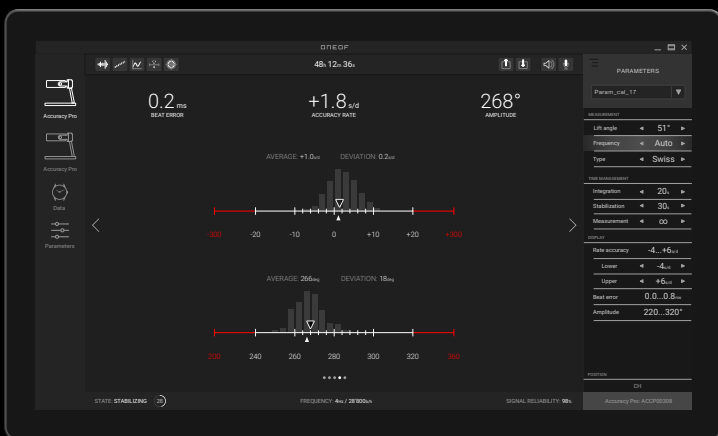 ONEOF
48h 12m 36s
PARAMETERS
Param_cal_17
0.2 ms
BEAT ERROR
+1.8 s/d
ACCURACY RATE
268°
AMPLITUDE
Accuracy Pro
Accuracy Pro
Data
Parameters
AVERAGE: +1.0s/d DEVIATION: 0.2s/d
-300 -20 -10 0 +10 +20 +300
AVERAGE: 266deg DEVIATION: 18deg
200 240 260 280 300 320 360
MEASUREMENT
Lift angle 51°
Frequency Auto
Type Swiss
TIME MANAGEMENT
Integration 20s
Stabilization 30s
Measurement ∞
DISPLAY
Rate accuracy -4...+6s/d
Lower -4s/d
Upper +6s/d
Beat error 0.0...0.8ms
Amplitude 220...320°
POSITION
CH
STATE: STABILIZING 28
FREQUENCY: 4Hz / 28'800A/h
SIGNAL RELIABILITY: 98%
Accuracy Pro: ACCP00308